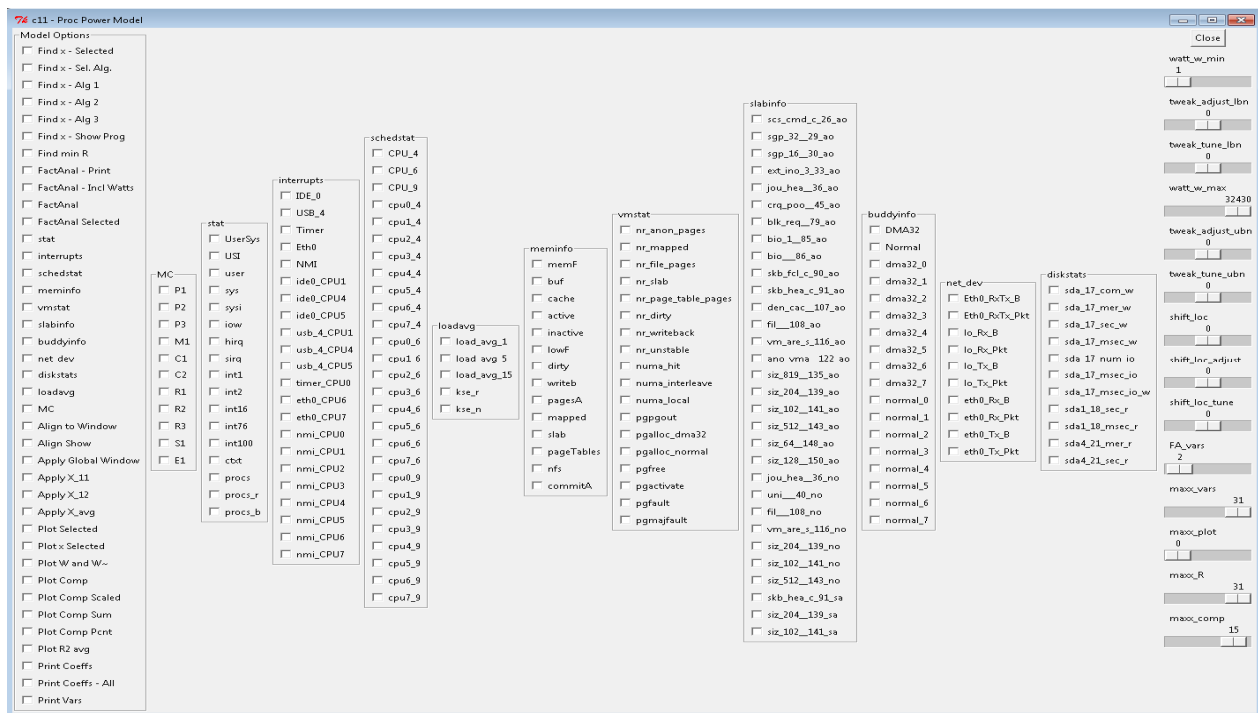 c11 - Proc Power Model
Model Options
Find x - Selected
Find x - Sel. Alg.
Find x - Alg 1
Find x - Alg 2
Find x - Alg 3
Find x - Show Prog
Find min R
FactAnal - Print
FactAnal - Incl Watts
FactAnal
FactAnal Selected
stat
interrupts
schedstat
meminfo
vmstat
slabinfo
buddyinfo
net dev
diskstats
loadavg
MC
Align to Window
Align Show
Apply Global Window
Apply X_11
Apply X_12
Apply X_avg
Plot Selected
Plot x Selected
Plot W and W~
Plot Comp
Plot Comp Scaled
Plot Comp Sum
Plot Comp Pcnt
Plot R2 avg
Print Coeffs
Print Coeffs - All
Print Vars
MC
P1
P2
P3
M1
C1
C2
R1
R2
R3
S1
E1
stat
UserSys
USI
user
sys
sysi
iow
hirq
sirq
int1
int2
int16
int76
int100
ctxt
procs
procs_r
procs_b
interrupts
IDE_0
USB_4
Timer
Eth0
NMI
ide0_CPU1
ide0_CPU4
ide0_CPU5
usb_4_CPU1
usb_4_CPU4
usb_4_CPU5
timer_CPU0
eth0_CPU6
eth0_CPU7
nmi_CPU0
nmi_CPU1
nmi_CPU2
nmi_CPU3
nmi_CPU4
nmi_CPU5
nmi_CPU6
nmi_CPU7
schedstat
CPU_4
CPU_6
CPU_9
cpu0_4
cpu1_4
cpu2_4
cpu3_4
cpu4_4
cpu5_4
cpu6_4
cpu7_4
cpu0_6
cpu1 6
cpu2_6
cpu3_6
cpu4_6
cpu5_6
cpu6_6
cpu7_6
cpu0_9
cpu1_9
cpu2_9
cpu3_9
cpu4_9
cpu5_9
cpu6_9
cpu7_9
loadavg
load_avg_1
load_avg_5
load_avg_15
kse_r
kse_n
meminfo
memF
buf
cache
active
inactive
lowF
dirty
writeb
pagesA
mapped
slab
pageTables
nfs
commitA
vmstat
nr_anon_pages
nr_mapped
nr_file_pages
nr_slab
nr_page_table_pages
nr_dirty
nr_writeback
nr_unstable
numa_hit
numa_interleave
numa_local
pgpgout
pgalloc_dma32
pgalloc_normal
pgfree
pgactivate
pgfault
pgmajfault
slabinfo
scs_cmd_c_26_ao
sgp_32__29_ao
sgp_16__30_ao
ext_ino_3_33_ao
jou_hea__36_ao
crq_poo__45_ao
blk_req__79_ao
bio_1__85_ao
bio___86_ao
skb_fcl_c_90_ao
skb_hea_c_91_ao
den_cac__107_ao
fil___108_ao
vm_are_s_116_ao
ano vma 122 ao
siz_819__135_ao
siz_204__139_ao
siz_102__141_ao
siz_512__143_ao
siz_64__148_ao
siz_128__150_ao
jou_hea__36_no
uni___40_no
fil___108_no
vm_are_s_116_no
siz_204__139_no
siz_102__141_no
siz_512__143_no
skb_hea_c_91_sa
siz_204__139_sa
siz_102__141_sa
buddyinfo
DMA32
Normal
dma32_0
dma32_1
dma32_2
dma32_3
dma32_4
dma32_5
dma32_6
dma32_7
normal_0
normal_1
normal_2
normal_3
normal_4
normal_5
normal_6
normal_7
net_dev
Eth0_RxTx_B
Eth0_RxTx_Pkt
lo_Rx_B
lo_Rx_Pkt
lo_Tx_B
lo_Tx_Pkt
eth0_Rx_B
eth0_Rx_Pkt
eth0_Tx_B
eth0_Tx_Pkt
diskstats
sda_17_com_w
sda_17_mer_w
sda_17_sec_w
sda_17_msec_w
sda 17 num io
sda_17_msec_io
sda_17_msec_io_w
sda1_18_sec_r
sda1_18_msec_r
sda4_21_mer_r
sda4_21_sec_r
Close
watt_w_min
1
tweak_adjust_lbn
0
tweak_tune_lbn
0
watt_w_max
32430
tweak_adjust_ubn
0
tweak_tune_ubn
0
shift_loc
0
shift_loc_adjust
0
shift_loc_tune
0
FA_vars
2
maxx_vars
31
maxx_plot
0
maxx_R
31
maxx_comp
15